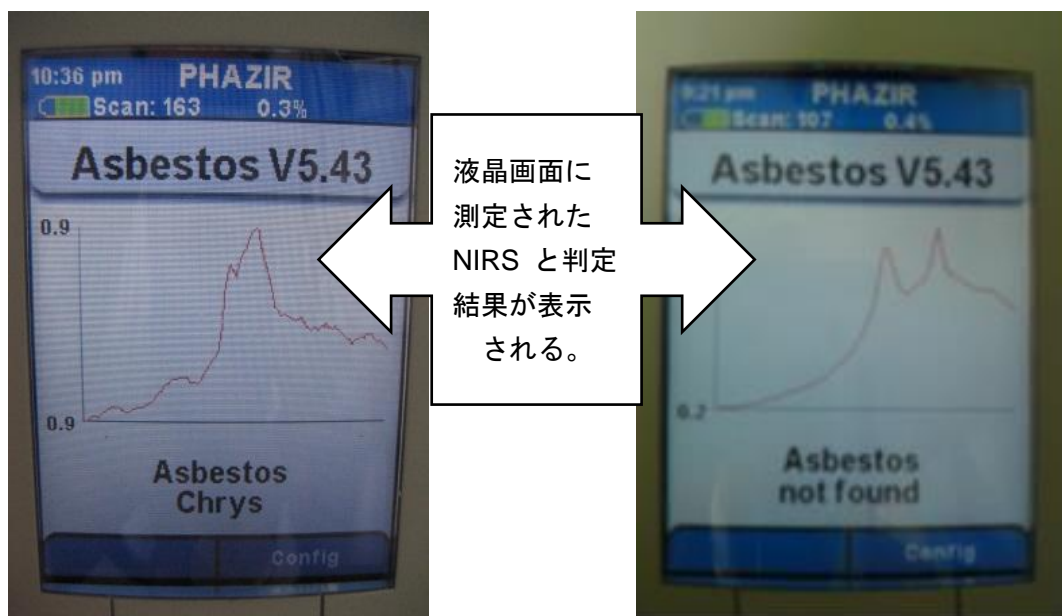 10:36 pm PHAZIR
Scan: 163 0.3%
Asbestos V5.43
0.9
0.9
Asbestos
Chrys
Config
液晶画面に
測定された
NIRS と判定
結果が表示
される。
9:21 pm PHAZIR
Scan: 107 0.4%
Asbestos V5.43
0.2
Asbestos
not found
Config